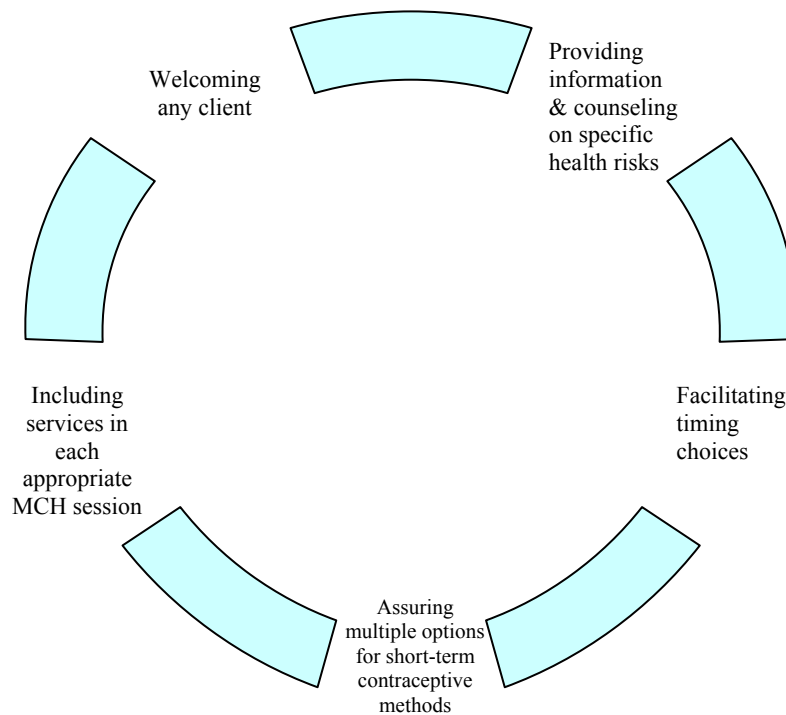 Welcoming
any client
Providing
information
& counseling
on specific
health risks
Facilitating
timing
choices
Assuring
multiple options
for short-term
contraceptive
methods
Including
services in
each
appropriate
MCH session